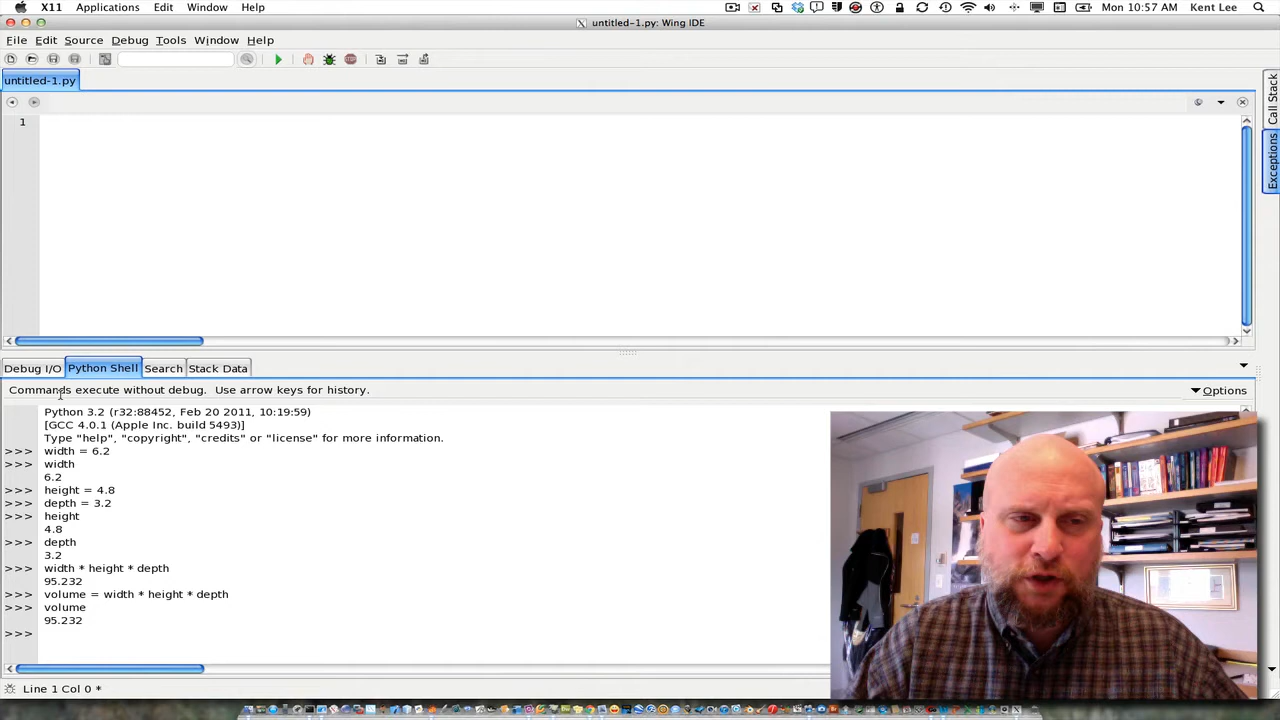 X11 Applications Edit Window Help Mon 10:57 AM Kent Lee
untitled-1.py: Wing IDE
File Edit Source Debug Tools Window Help
untitled-1.py
Call Stack
Exceptions
1
Debug I/O Python Shell Search Stack Data
Commands execute without debug. Use arrow keys for history. Options
Python 3.2 (r32:88452, Feb 20 2011, 10:19:59)
[GCC 4.0.1 (Apple Inc. build 5493)]
Type "help", "copyright", "credits" or "license" for more information.
>>> width = 6.2
>>> width
6.2
>>> height = 4.8
>>> depth = 3.2
>>> height
4.8
>>> depth
3.2
>>> width * height * depth
95.232
>>> volume = width * height * depth
>>> volume
95.232
>>>
Line 1 Col 0 *